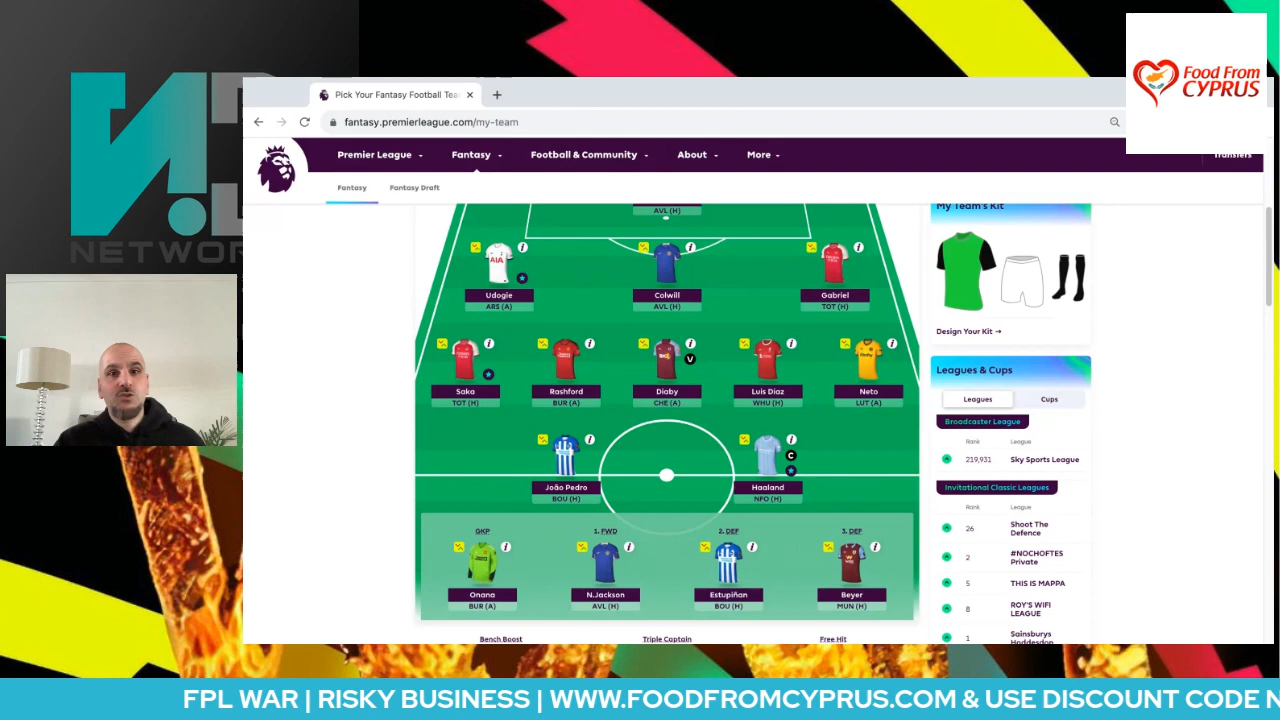 NETWOR
Food From
CYPRUS
Pick Your Fantasy Football Tea
fantasy.premierleague.com/my-team
Premier League
Fantasy
Football & Community
About
More
Transfers
Fantasy
Fantasy Draft
AVL (H)
My Team's Kit
AIA
Udogie
ARS (A)
Colwill
AVL (H)
Gabriel
TOT (H)
Design Your Kit →
Saka
TOT (H)
Rashford
BUR (A)
V
Diaby
CHE (A)
Luis Díaz
WHU (H)
Neto
LUT (A)
Leagues & Cups
Leagues
Cups
Broadcaster League
Rank
League
219,931
Sky Sports League
C
João Pedro
BOU (H)
Haaland
NFO (H)
Invitational Classic Leagues
Rank
League
26
Shoot The
Defence
2
#NOCHOFTES
Private
5
THIS IS MAPPA
8
ROY'S WIFI
LEAGUE
1
Sainsburys
Hoddesdon
GKP
1. FWD
2. DEF
3. DEF
Onana
BUR (A)
N.Jackson
AVL (H)
Estupiñan
BOU (H)
Beyer
MUN (H)
Bench Boost
Triple Captain
Free Hit
FPL WAR | RISKY BUSINESS | WWW.FOODFROMCYPRUS.COM & USE DISCOUNT CODE N